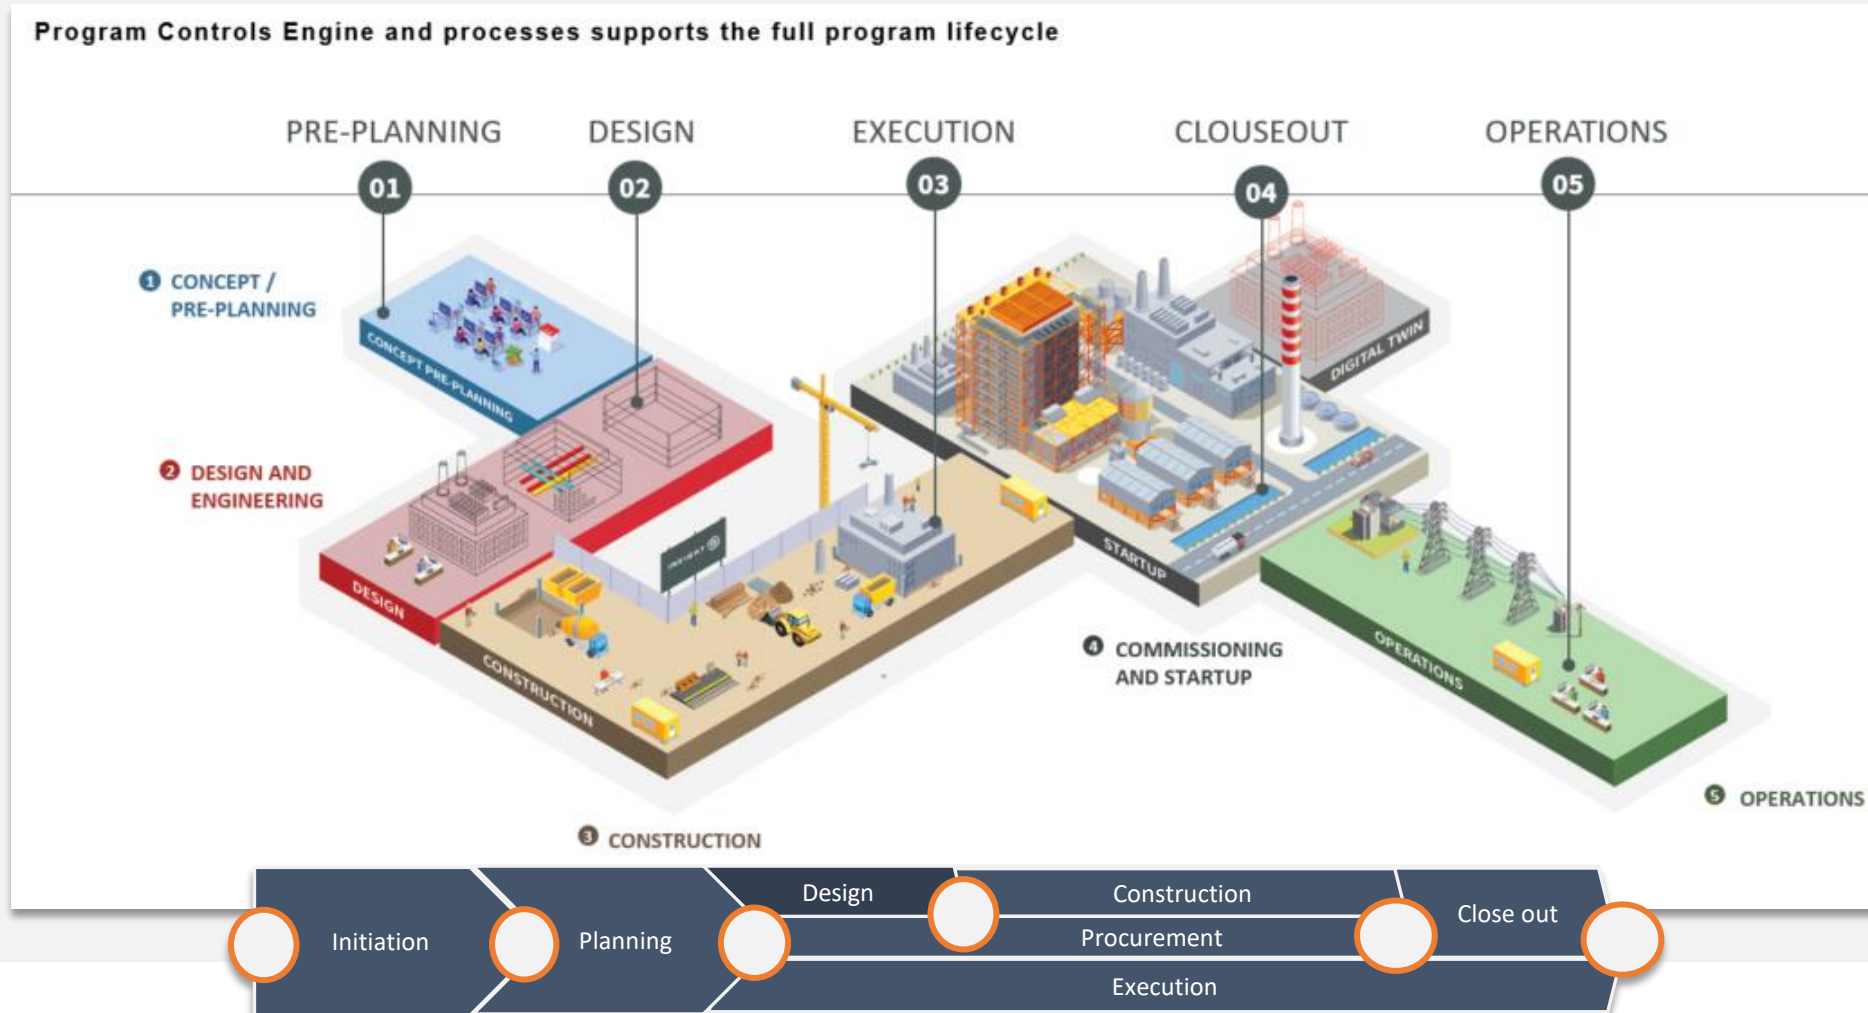 Program Controls Engine and processes supports the full program lifecycle
PRE-PLANNING
DESIGN
EXECUTION
CLOUSEOUT
OPERATIONS
01
02
03
04
05
1 CONCEPT /
PRE-PLANNING
CONCEPT PRE-PLANNING
DIGITAL TWIN
2 DESIGN AND
ENGINEERING
INEIGHT
DESIGN
STARTUP
CONSTRUCTION
OPERATIONS
4 COMMISSIONING
AND STARTUP
5 OPERATIONS
3 CONSTRUCTION
Initiation
Planning
Design
Construction
Procurement
Execution
Close out